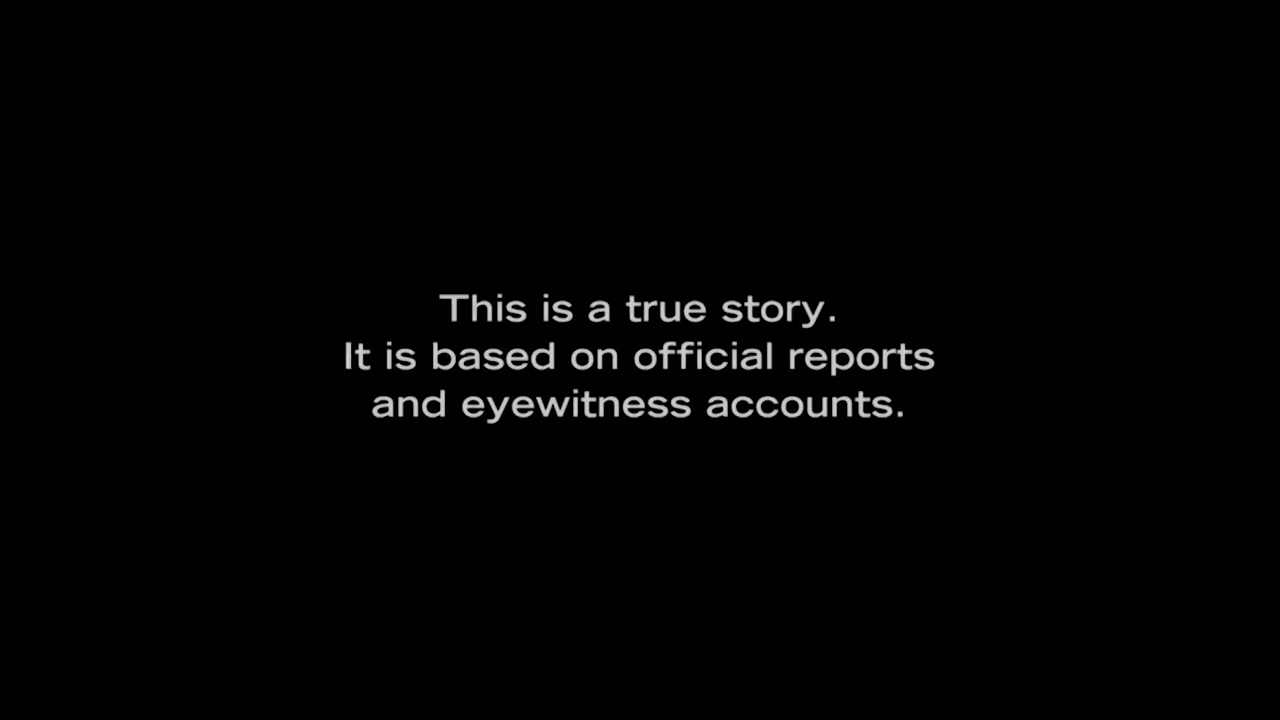 This is a true story.
It is based on official reports
and eyewitness accounts.